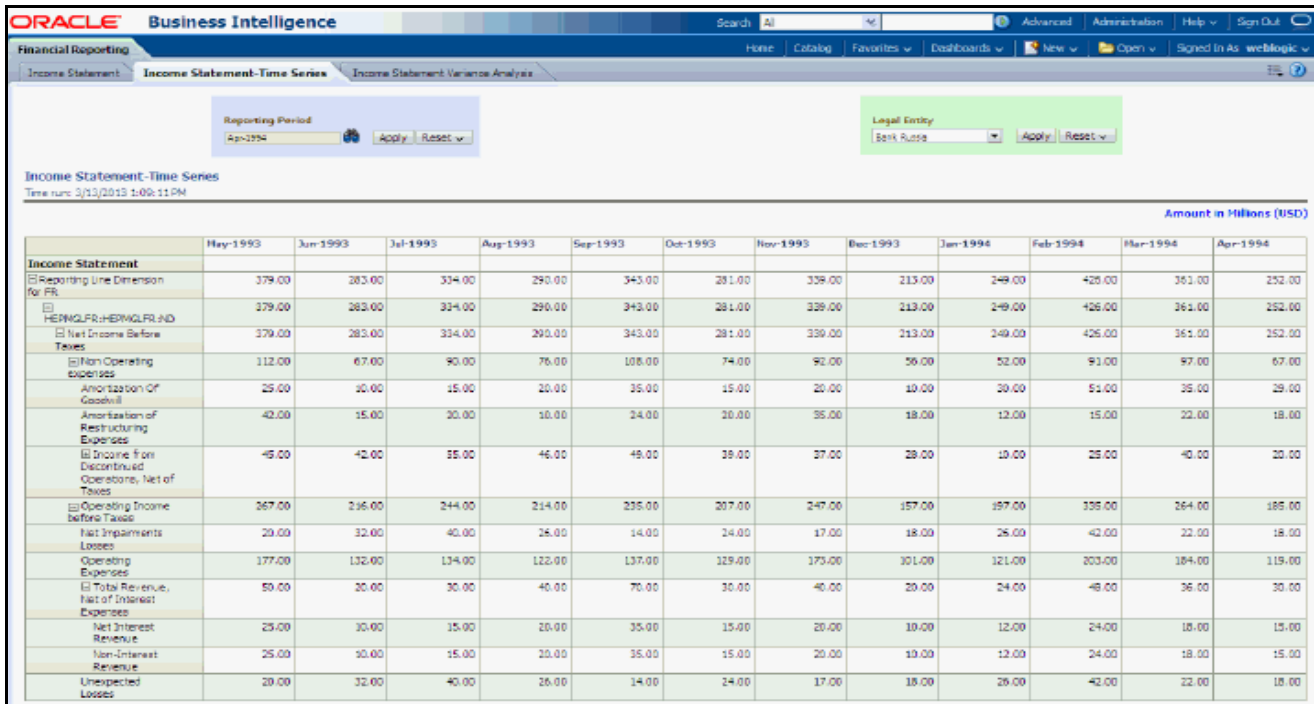 ORACLE Business Intelligence
Search All Advanced Administration Help Sign Out
Financial Reporting
Home Catalog Favorites Dashboards New Open Signed In As weblogic
Income Statement Income Statement-Time Series Income Statement Variance Analysis
Reporting Period
Apr-1994 Apply Reset
Legal Entity
Bank Russia Apply Reset
Income Statement-Time Series
Time run: 3/13/2013 1:09:11 PM
Amount in Millions (USD)
May-1993 Jun-1993 Jul-1993 Aug-1993 Sep-1993 Oct-1993 Nov-1993 Dec-1993 Jan-1994 Feb-1994 Mar-1994 Apr-1994
Income Statement
Reporting Line Dimension 379.00 283.00 334.00 290.00 343.00 281.00 339.00 213.00 249.00 426.00 361.00 252.00
for FR
379.00 283.00 334.00 290.00 343.00 281.00 339.00 213.00 249.00 426.00 361.00 252.00
HEPMGLFR:HEPMGLFR:ND
Net Income Before 379.00 283.00 334.00 290.00 343.00 281.00 339.00 213.00 249.00 426.00 361.00 252.00
Taxes
Non Operating 112.00 67.00 90.00 76.00 108.00 74.00 92.00 56.00 52.00 91.00 97.00 67.00
expenses
Amortization Of 25.00 10.00 15.00 20.00 35.00 15.00 20.00 10.00 30.00 51.00 35.00 29.00
Goodwill
Amortization of 42.00 15.00 20.00 10.00 24.00 20.00 35.00 18.00 12.00 15.00 22.00 18.00
Restructuring
Expenses
Income from 45.00 42.00 55.00 46.00 49.00 39.00 37.00 28.00 10.00 25.00 40.00 20.00
Discontinued
Operations, Net of
Taxes
Operating Income 267.00 216.00 244.00 214.00 235.00 207.00 247.00 157.00 197.00 335.00 264.00 185.00
before Taxes
Net Impairments 20.00 32.00 40.00 26.00 14.00 24.00 17.00 18.00 26.00 42.00 22.00 18.00
Losses
Operating 177.00 132.00 134.00 122.00 137.00 129.00 173.00 101.00 121.00 203.00 184.00 119.00
Expenses
Total Revenue, 50.00 20.00 30.00 40.00 70.00 30.00 40.00 20.00 24.00 48.00 36.00 30.00
Net of Interest
Expenses
Net Interest 25.00 10.00 15.00 20.00 35.00 15.00 20.00 10.00 12.00 24.00 18.00 15.00
Revenue
Non-Interest 25.00 10.00 15.00 20.00 35.00 15.00 20.00 10.00 12.00 24.00 18.00 15.00
Revenue
Unexpected 20.00 32.00 40.00 26.00 14.00 24.00 17.00 18.00 26.00 42.00 22.00 18.00
Losses